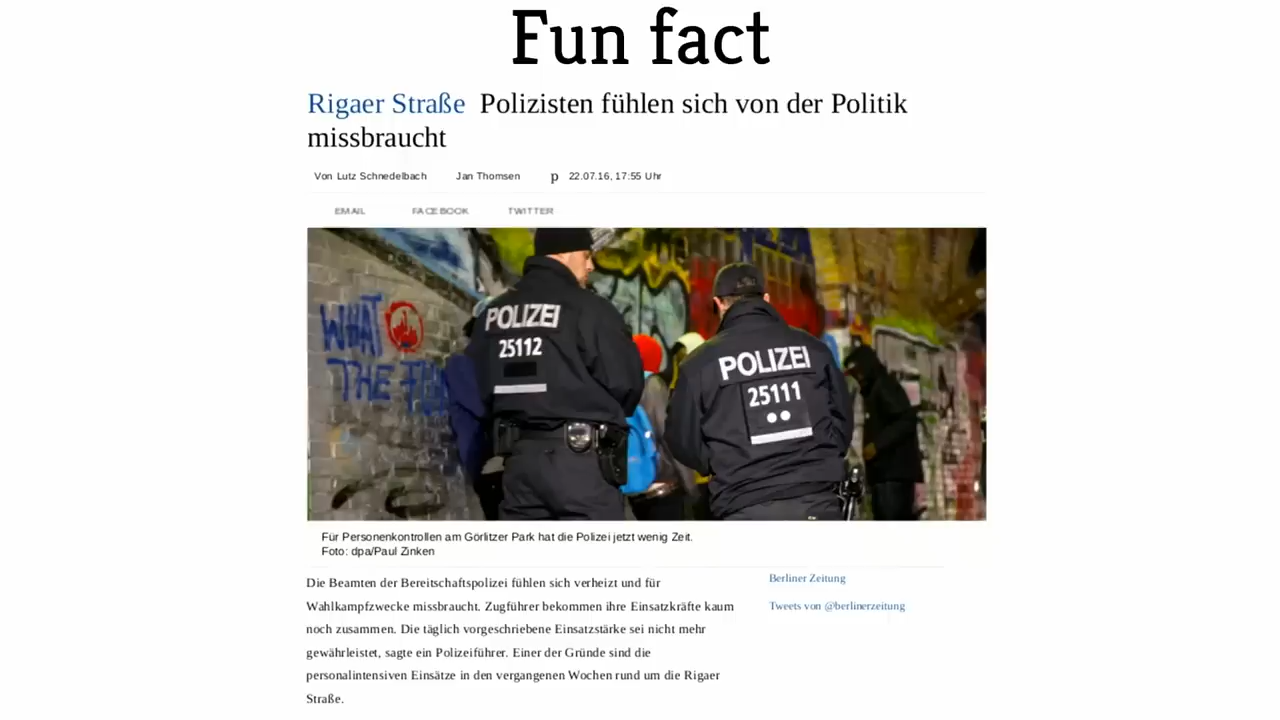 Fun fact
Rigaer Straße Polizisten fühlen sich von der Politik
missbraucht
Von Lutz Schnedelbach Jan Thomsen p 22.07.16, 17:55 Uhr
EMAIL FACEBOOK TWITTER
WHAT
THE
POLIZEI
25112
POLIZEI
25111
Für Personenkontrollen am Görlitzer Park hat die Polizei jetzt wenig Zeit.
Foto: dpa/Paul Zinken
Die Beamten der Bereitschaftspolizei fühlen sich verheizt und für
Wahlkampfzwecke missbraucht. Zugführer bekommen ihre Einsatzkräfte kaum
noch zusammen. Die täglich vorgeschriebene Einsatzstärke sei nicht mehr
gewährleistet, sagte ein Polizeiführer. Einer der Gründe sind die
personalintensiven Einsätze in den vergangenen Wochen rund um die Rigaer
Straße.
Berliner Zeitung
Tweets von @berlinerzeitung